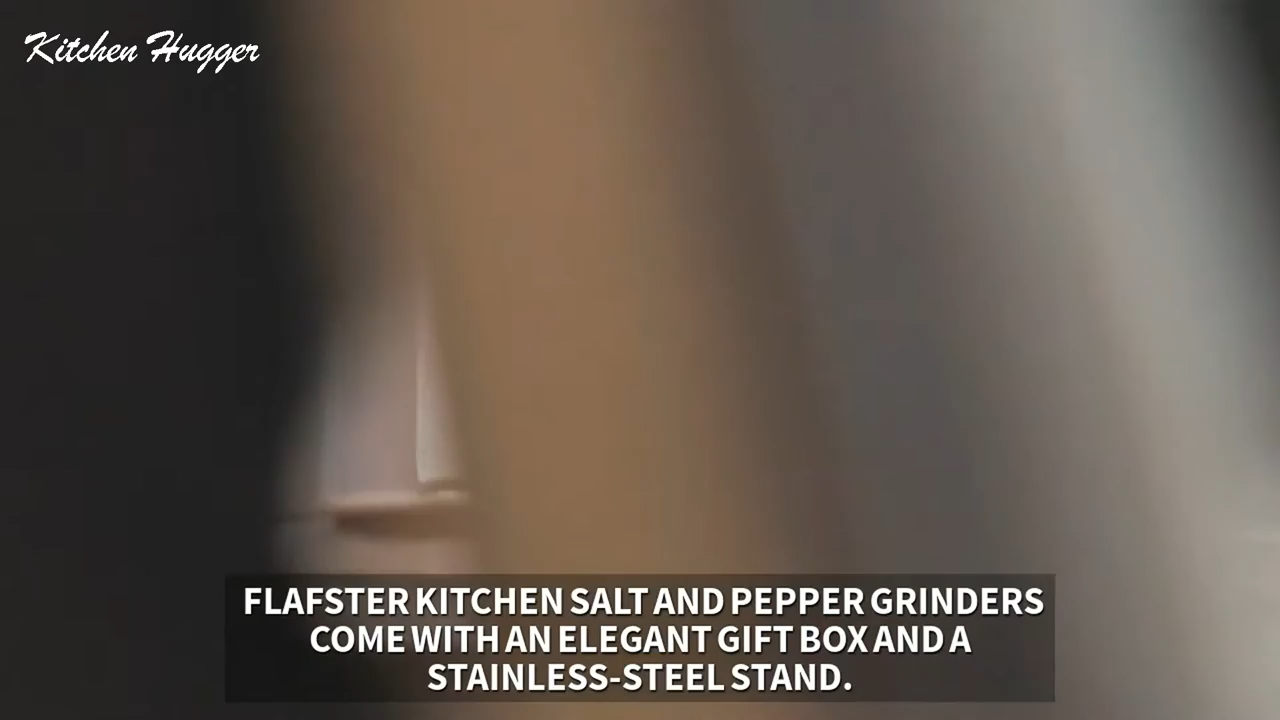 Kitchen Hugger
FLAFSTER KITCHEN SALT AND PEPPER GRINDERS
COME WITH AN ELEGANT GIFT BOX AND A
STAINLESS-STEEL STAND.